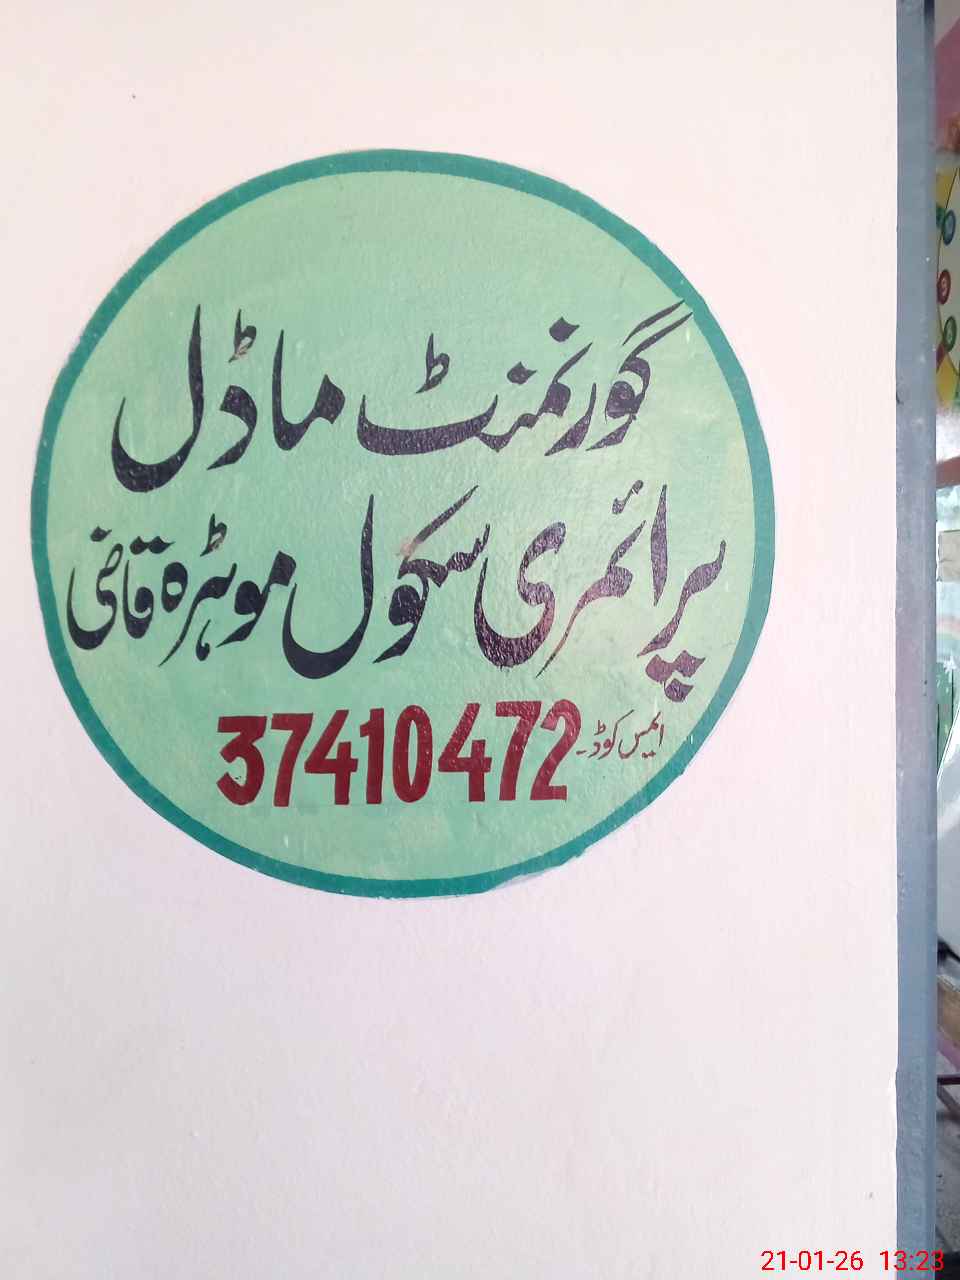 گورنمنٹ ماڈل
پرائمری سکول موہڑہ قاضی
ایمس کوڈ۔ 37410472
21-01-26 13:23